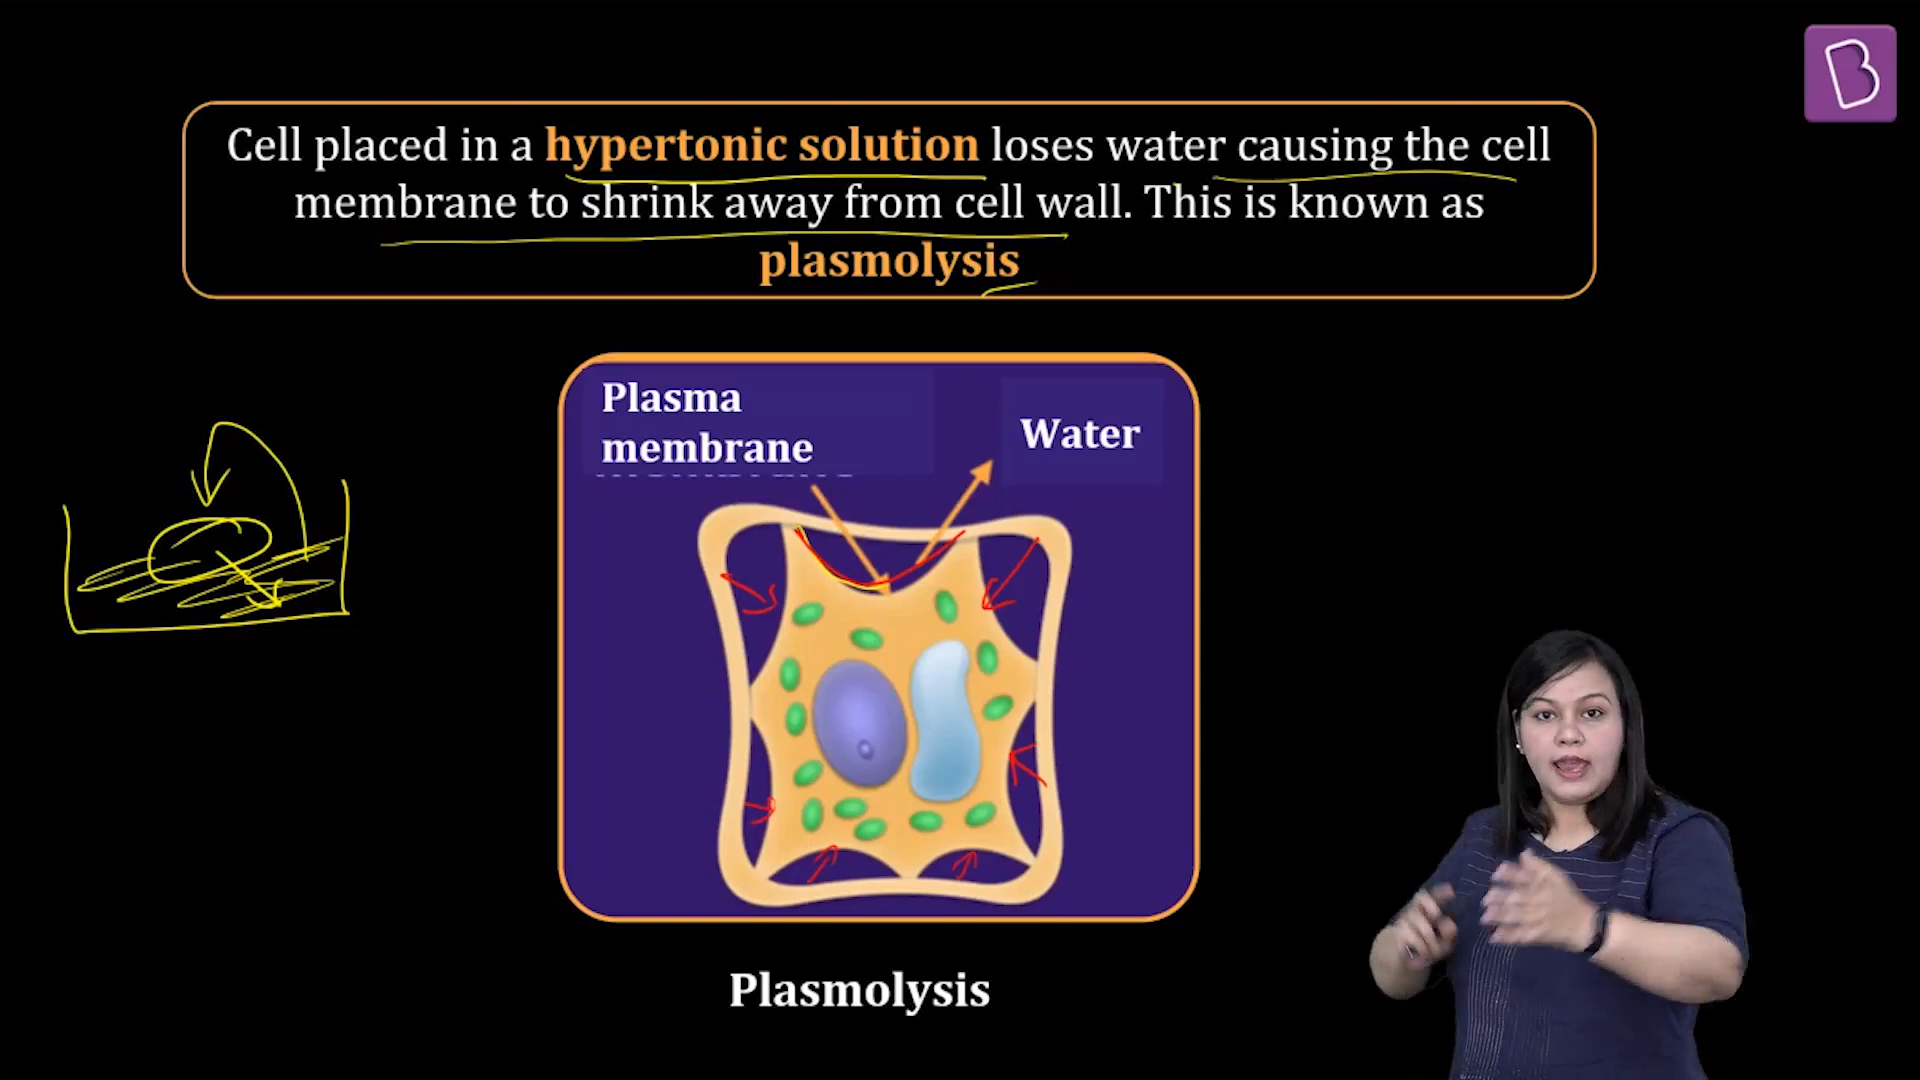 Cell placed in a hypertonic solution loses water causing the cell
membrane to shrink away from cell wall. This is known as
plasmolysis
Plasma
membrane
Water
Plasmolysis